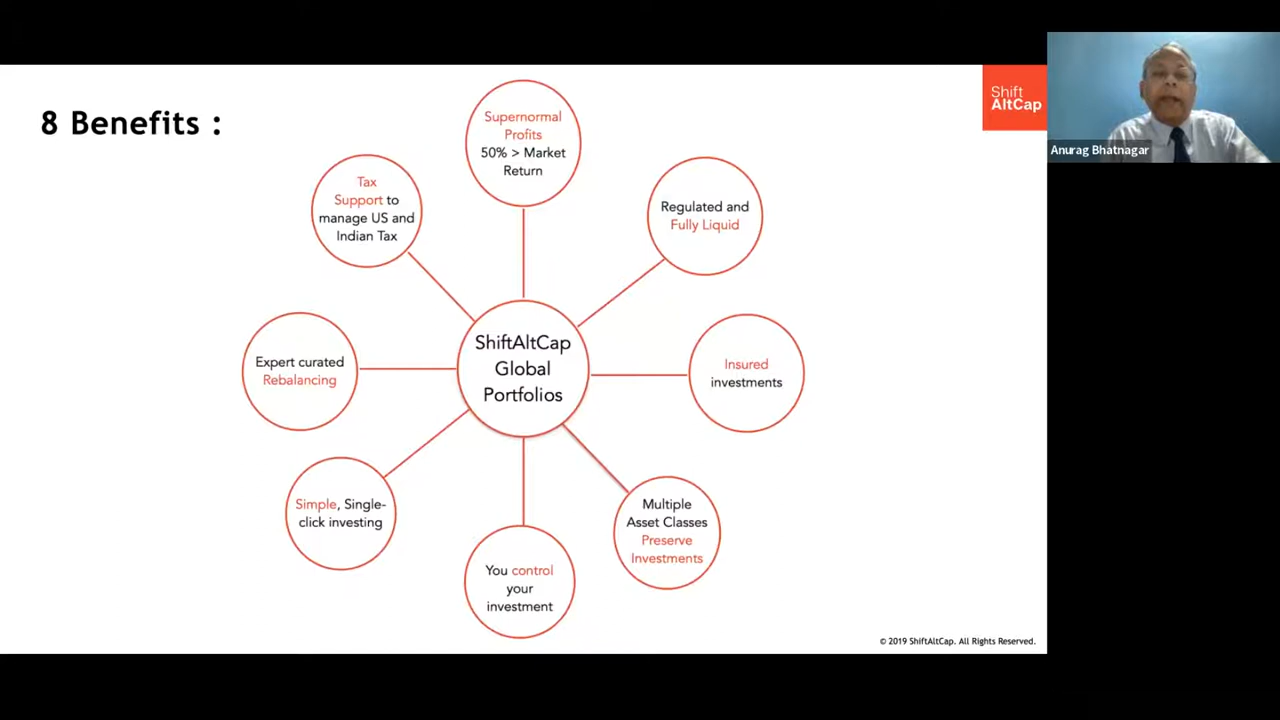 8 Benefits :
Shift
AltCap
Anurag Bhatnagar
Supernormal
Profits
50% > Market
Return
Regulated and
Fully Liquid
Insured
investments
Multiple
Asset Classes
Preserve
Investments
You control
your
investment
Simple, Single-
click investing
Expert curated
Rebalancing
Tax
Support to
manage US and
Indian Tax
ShiftAltCap
Global
Portfolios
© 2019 ShiftAltCap. All Rights Reserved.